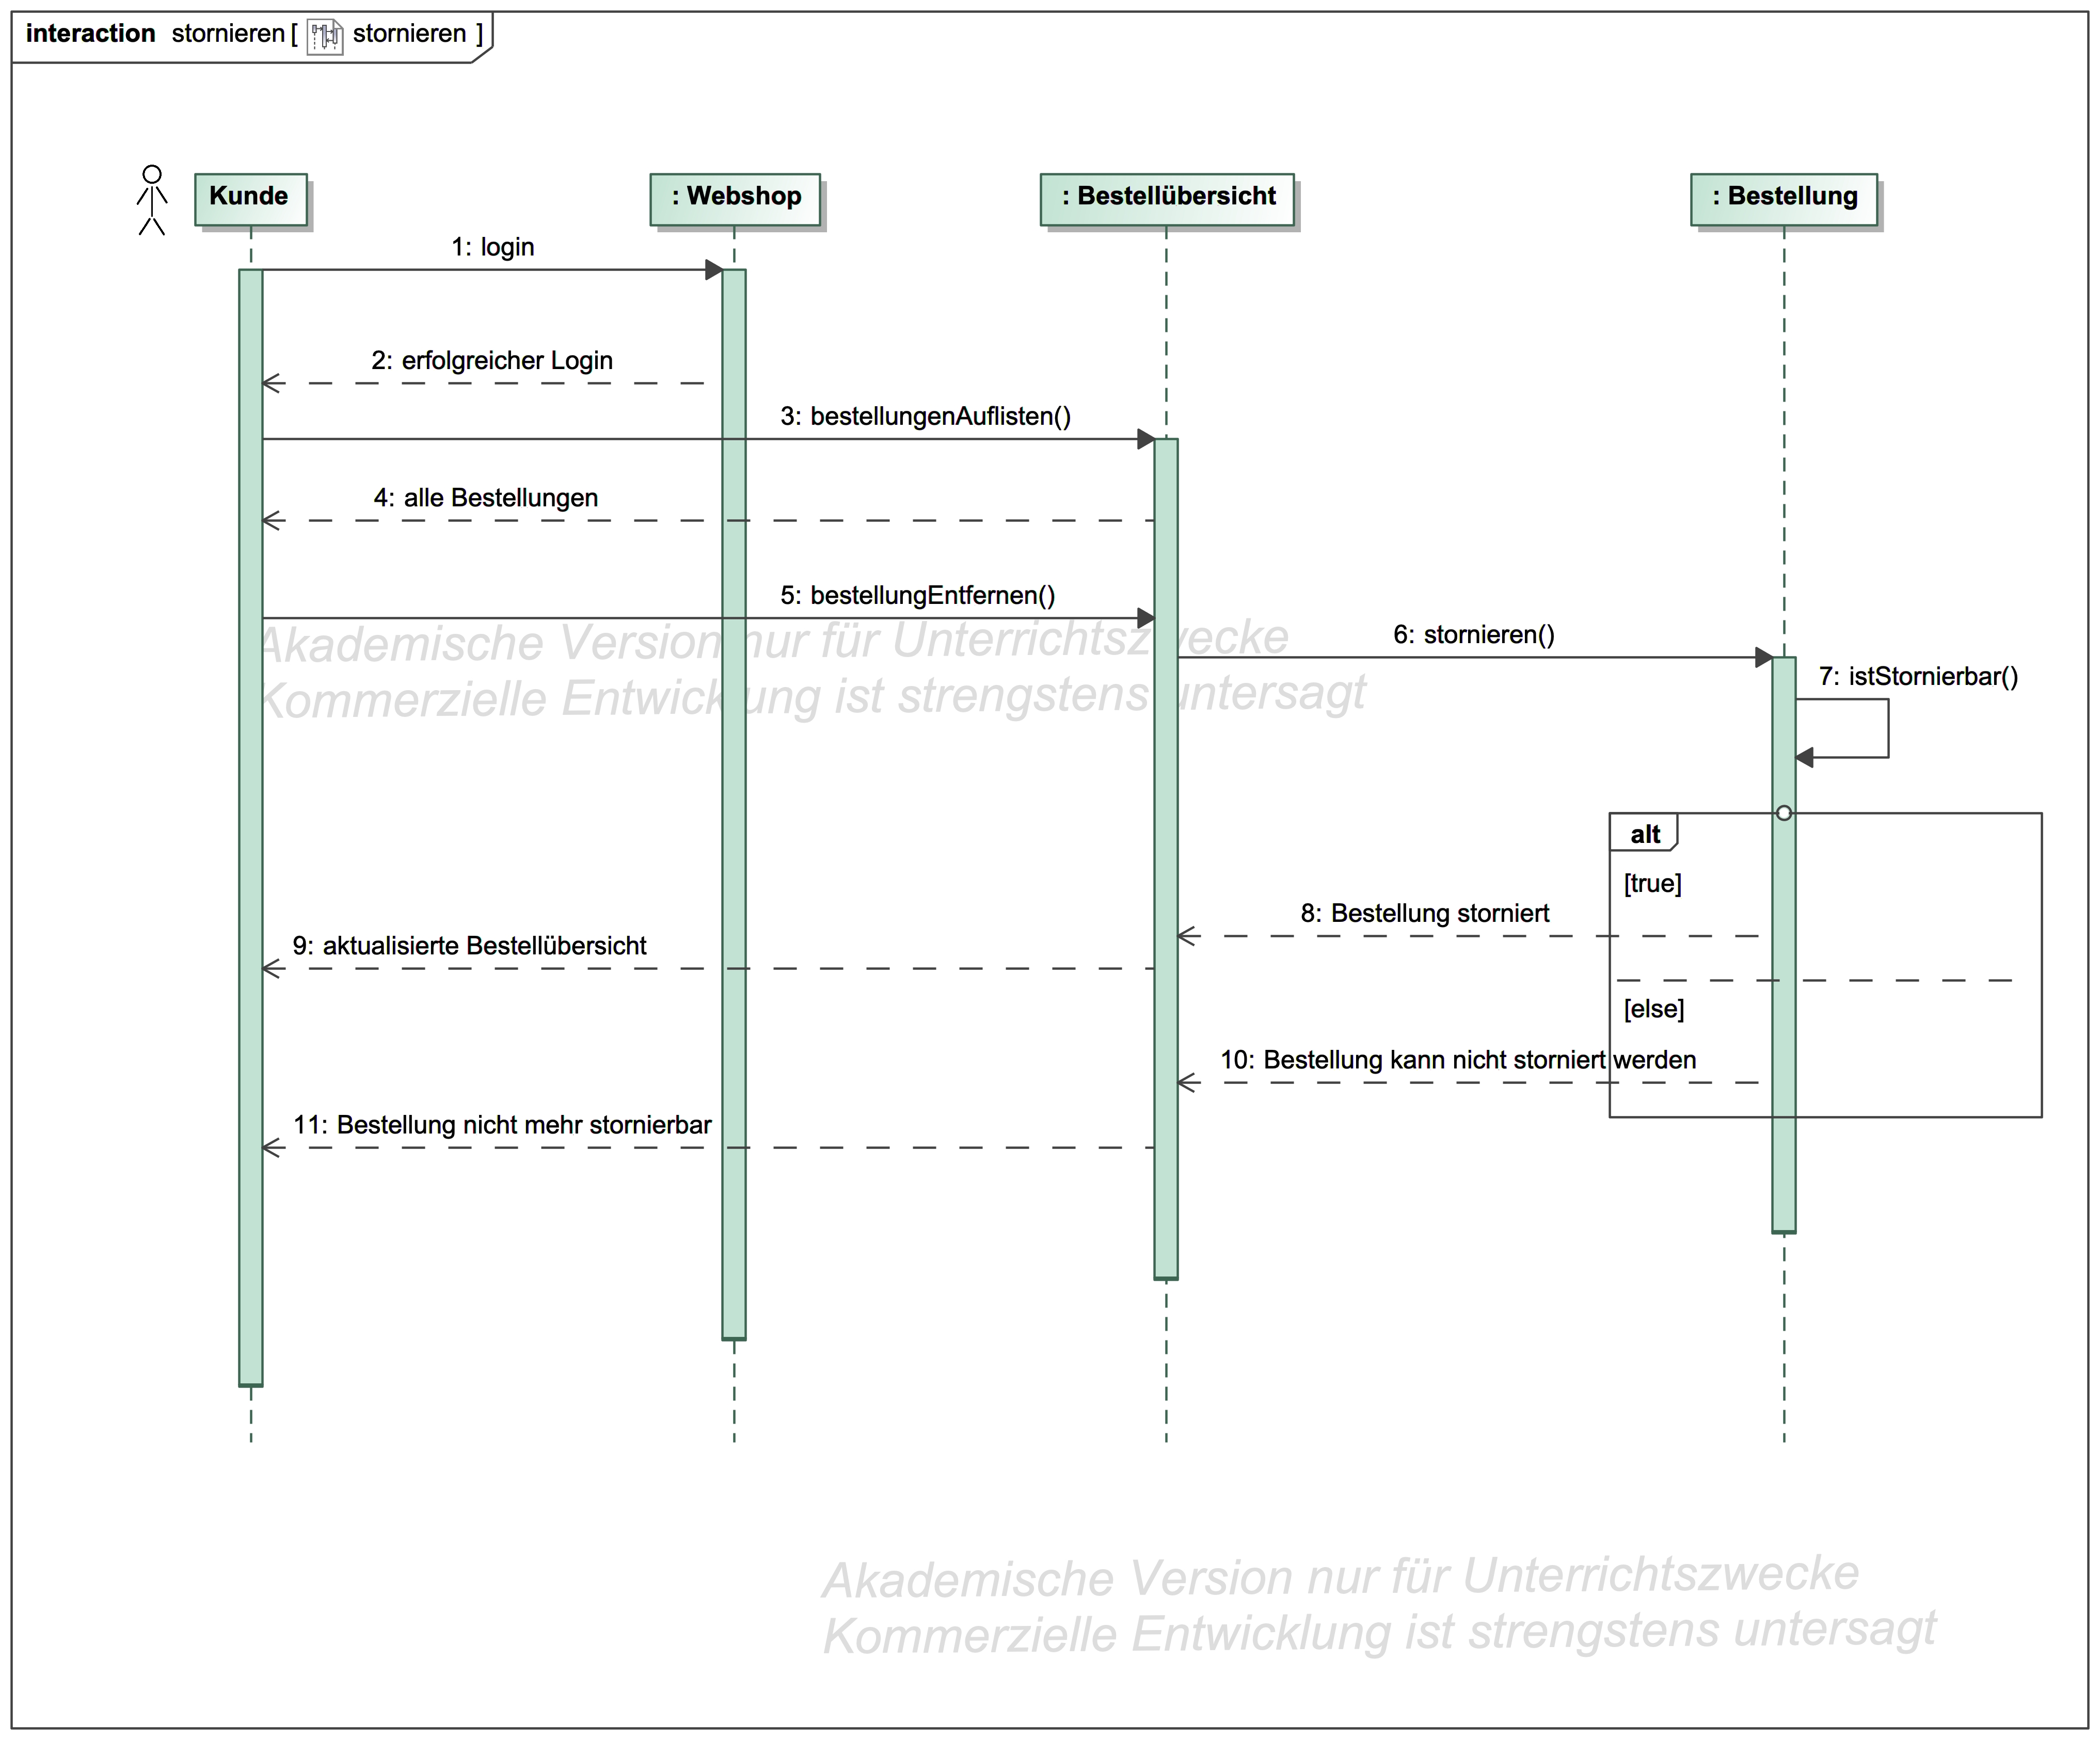 interaction stornieren [ stornieren ]
Kunde
: Webshop
: Bestellübersicht
: Bestellung
1: login
2: erfolgreicher Login
3: bestellungenAuflisten()
4: alle Bestellungen
5: bestellungEntfernen()
6: stornieren()
7: istStornierbar()
Akademische Version nur für Unterrichtszwecke
Kommerzielle Entwicklung ist strengstens untersagt
alt
[true]
8: Bestellung storniert
9: aktualisierte Bestellübersicht
[else]
10: Bestellung kann nicht storniert werden
11: Bestellung nicht mehr stornierbar
Akademische Version nur für Unterrichtszwecke
Kommerzielle Entwicklung ist strengstens untersagt